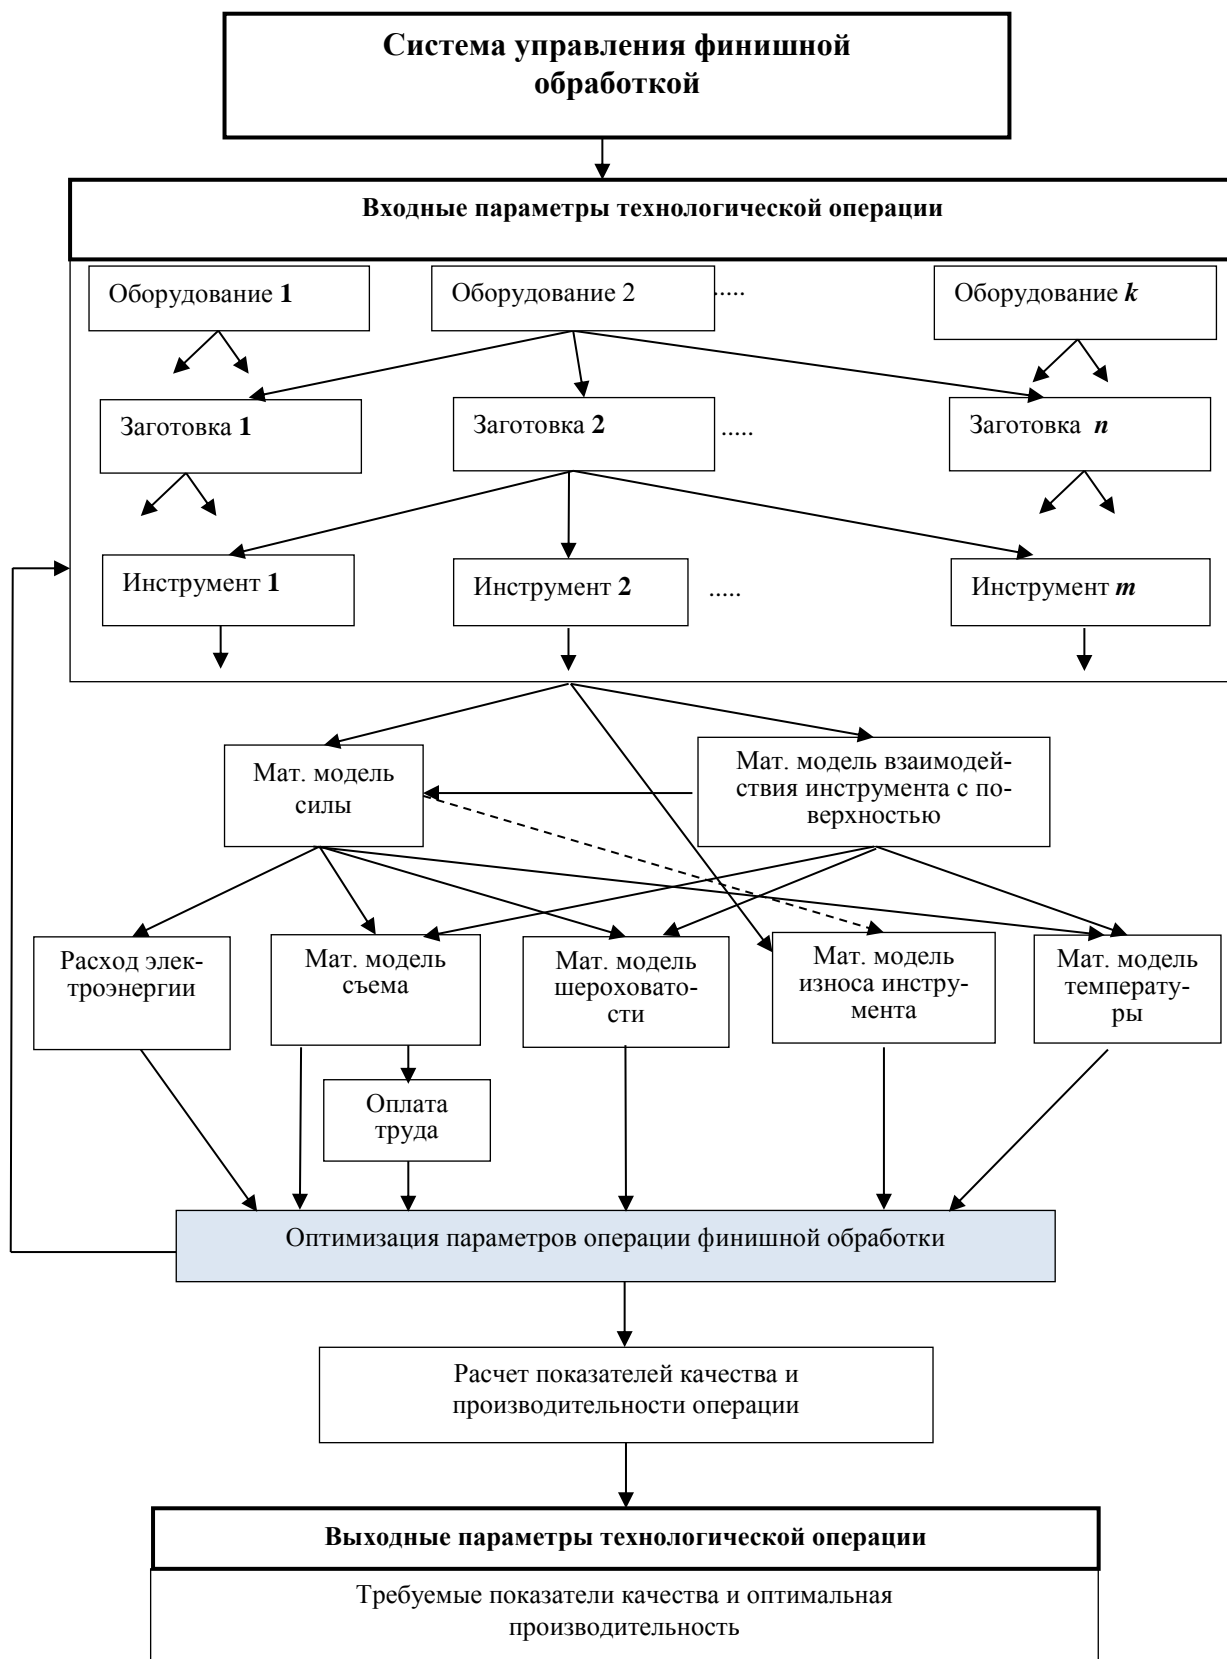 Система управления финишной
обработкой
Входные параметры технологической операции
Оборудование 1
Оборудование 2
.....
Оборудование k
Заготовка 1
Заготовка 2
.....
Заготовка n
Инструмент 1
Инструмент 2
.....
Инструмент m
Мат. модель
силы
Мат. модель взаимодей-
ствия инструмента с по-
верхностью
Расход элек-
троэнергии
Мат. модель
съема
Мат. модель
шероховато-
сти
Мат. модель
износа инстру-
мента
Мат. модель
температу-
ры
Оплата
труда
Оптимизация параметров операции финишной обработки
Расчет показателей качества и
производительности операции
Выходные параметры технологической операции
Требуемые показатели качества и оптимальная
производительность